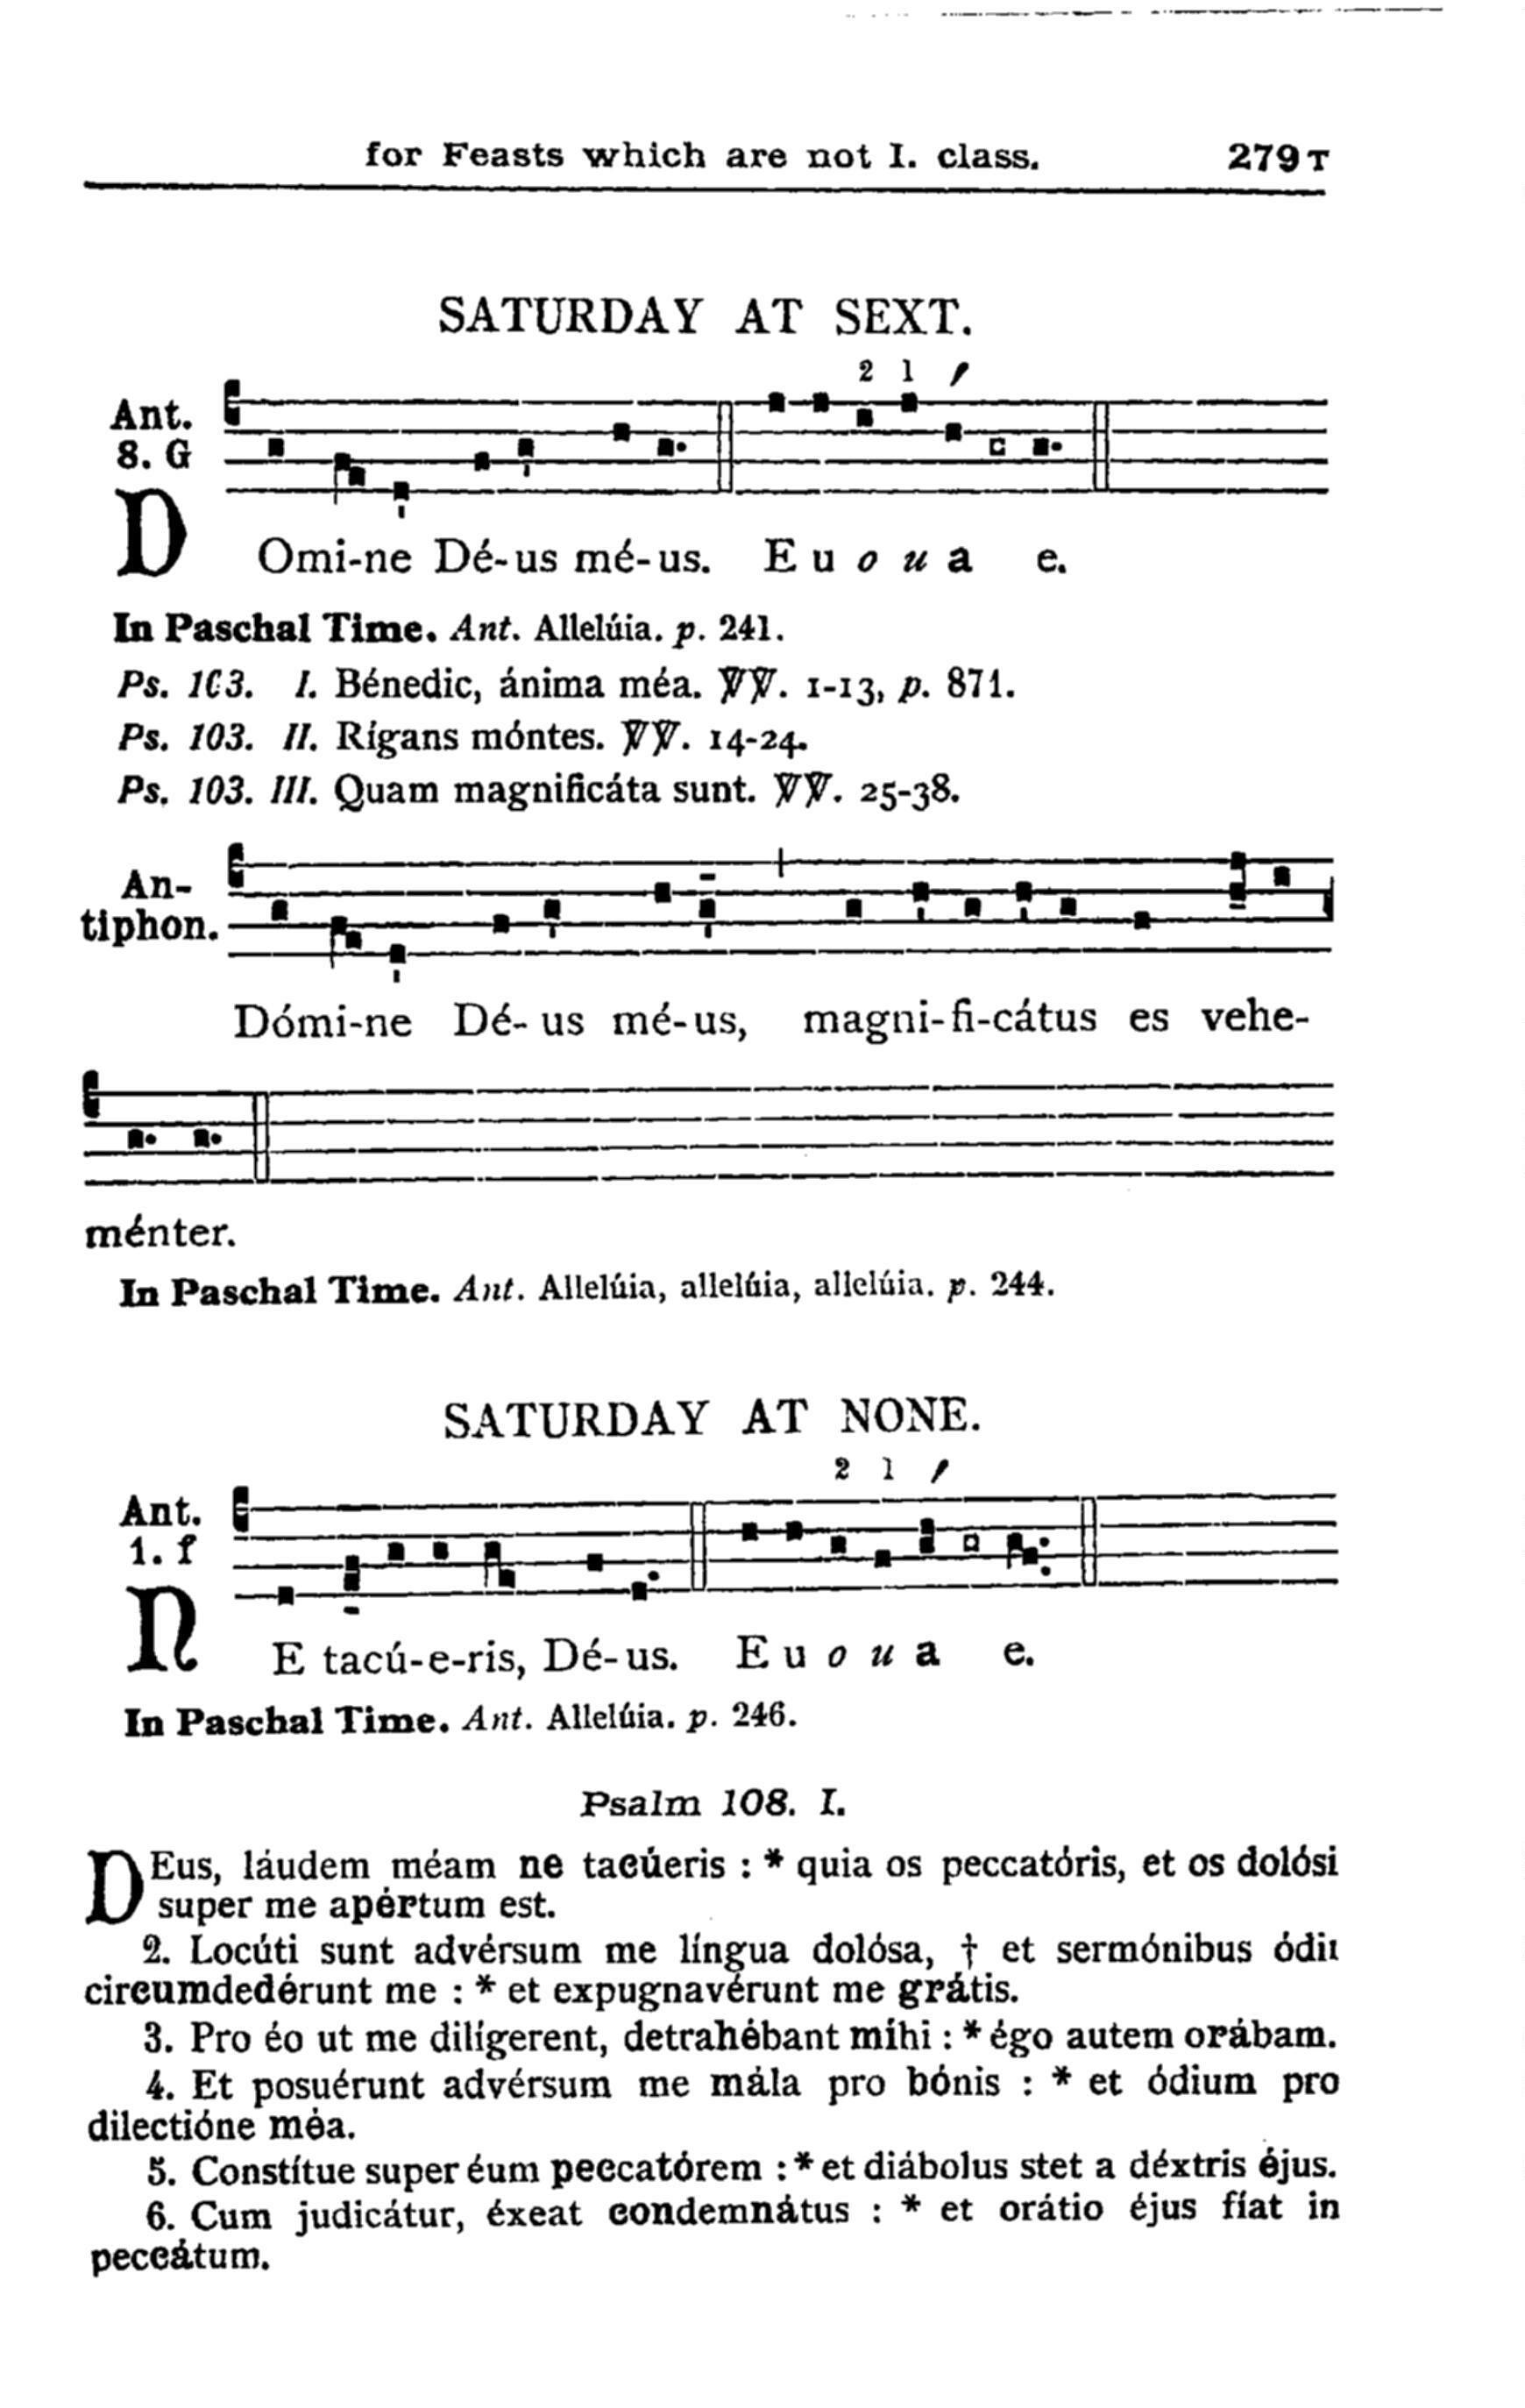 for Feasts which are not I. class. 279 T
SATURDAY AT SEXT.
2 1
Ant.
8. G
DOmi-ne Dé-us mé-us. E u o u a e.
In Paschal Time. Ant. Allelúia. p. 241.
Ps. 103. I. Bénedic, ánima méa. ℣℣. 1-13, p. 871.
Ps. 103. II. Rígans móntes. ℣℣. 14-24.
Ps. 103. III. Quam magnificáta sunt. ℣℣. 25-38.
An-
tiphon.
Dómi-ne Dé-us mé-us, magni-fi-cátus es vehe-
ménter.
In Paschal Time. Ant. Allelúia, allelúia, allelúia. p. 244.
SATURDAY AT NONE.
2 1
Ant.
1. f
NE tacú-e-ris, Dé-us. E u o u a e.
In Paschal Time. Ant. Allelúia. p. 246.
Psalm 108. I.
DEus, láudem méam ne tacúeris : * quia os peccatóris, et os dolósi
super me apértum est.
2. Locúti sunt advérsum me língua dolósa, † et sermónibus ódii
circumdedérunt me : * et expugnavérunt me grátis.
3. Pro éo ut me dilígerent, detrahébant míhi : * égo autem orábam.
4. Et posuérunt advérsum me mála pro bónis : * et ódium pro
dilectióne méa.
5. Constítue super éum peccatórem : * et diábolus stet a déxtris éjus.
6. Cum judicátur, éxeat condemnátus : * et orátio éjus fíat in
peccátum.